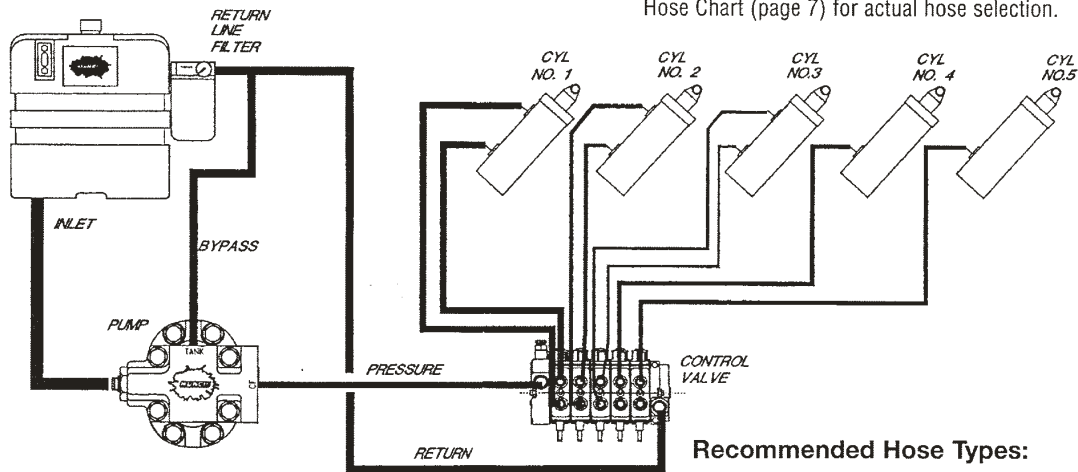 Hose Chart (page 7) for actual hose selection.
RETURN
LINE
FILTER
CYL
NO. 1
CYL
NO. 2
CYL
NO.3
CYL
NO. 4
CYL
NO.5
INLET
BYPASS
PUMP
TANK
PRESSURE
CONTROL
VALVE
RETURN
Recommended Hose Types: